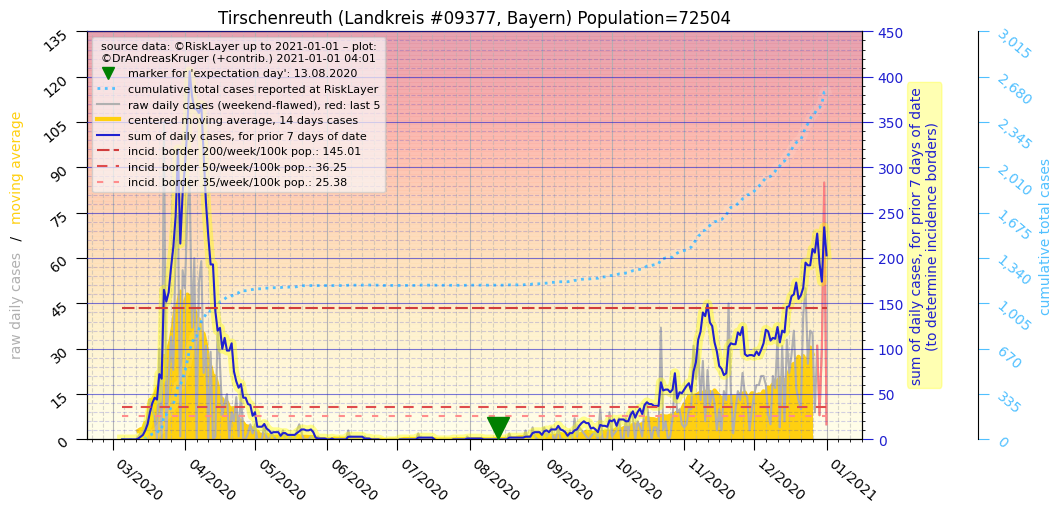 Tirschenreuth (Landkreis #09377, Bayern) Population=72504
source data: ©RiskLayer up to 2021-01-01 – plot:
©DrAndreasKruger (+contrib.) 2021-01-01 04:01
marker for 'expectation day': 13.08.2020
cumulative total cases reported at RiskLayer
raw daily cases (weekend-flawed), red: last 5
centered moving average, 14 days cases
sum of daily cases, for prior 7 days of date
incid. border 200/week/100k pop.: 145.01
incid. border 50/week/100k pop.: 36.25
incid. border 35/week/100k pop.: 25.38
raw daily cases / moving average
135
120
105
90
75
60
45
30
15
0
03/2020
04/2020
05/2020
06/2020
07/2020
08/2020
09/2020
10/2020
11/2020
12/2020
01/2021
450
400
350
300
250
200
150
100
50
0
sum of daily cases, for prior 7 days of date
(to determine incidence borders)
3,015
2,680
2,345
2,010
1,675
1,340
1,005
670
335
0
cumulative total cases